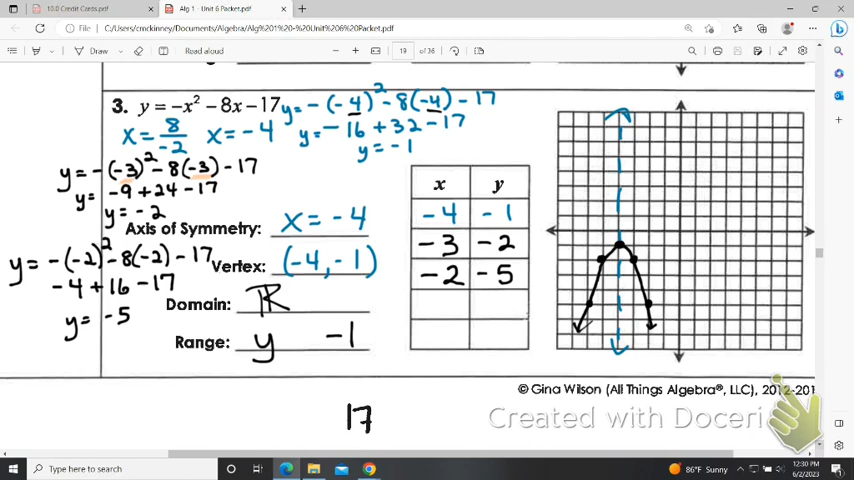 10.0 Credit Cards.pdf
Alg 1 - Unit 6 Packet.pdf
File
C:/Users/cmckinney/Documents/Algebra/Alg%201%20-%20Unit%206%20Packet.pdf
Draw
Read aloud
19 of 36
3. y = −x² − 8x − 17
y = -(-4)² - 8(-4) - 17
x = 8/-2 x = -4
y = -16 + 32 - 17
y = -1
y = -(-3)² - 8(-3) - 17
y = -9 + 24 - 17
y = -2
x y
-4 -1
-3 -2
-2 -5
Axis of Symmetry: x = -4
y = -(-2)² - 8(-2) - 17
-4 + 16 - 17
y = -5
Vertex: (-4, -1)
Domain: ℝ
Range: y -1
© Gina Wilson (All Things Algebra®, LLC), 2012-201
17
Created with Doceri
Type here to search
86°F Sunny
12:30 PM
6/2/2023